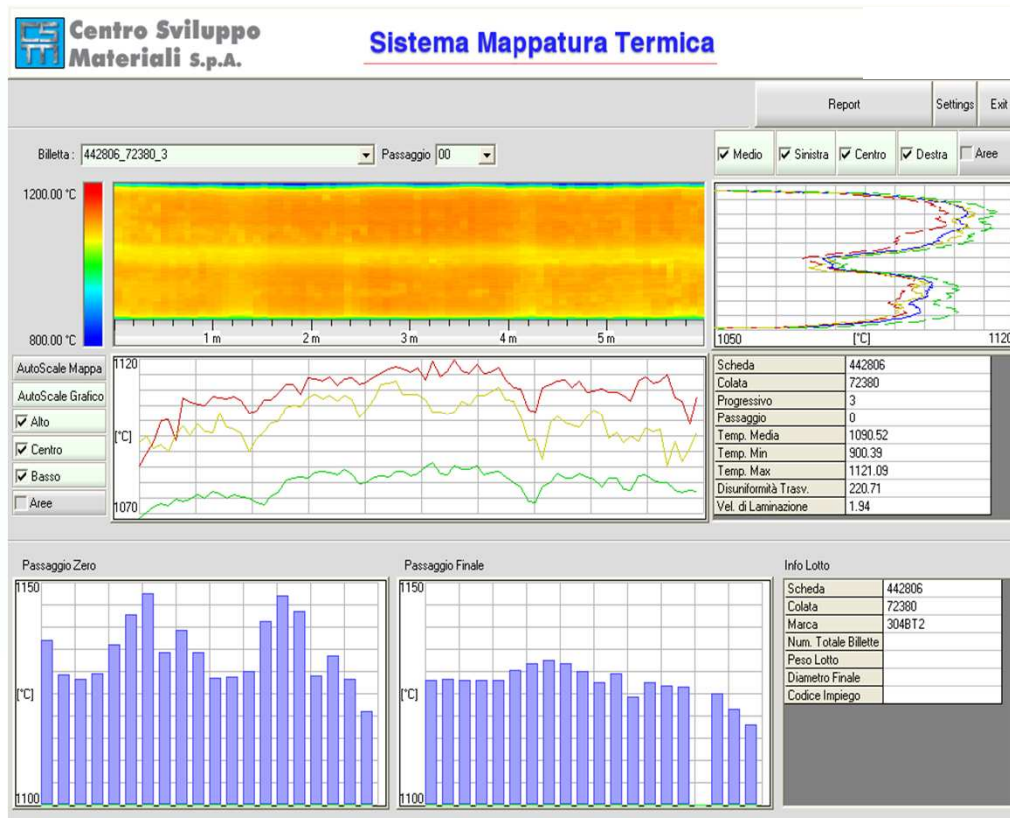 CSM
Centro Sviluppo
Materiali S.p.A.
Sistema Mappatura Termica
Report Settings Exit
Billetta : 442806_72380_3 Passaggio 00
Medio Sinistra Centro Destra Aree
1200.00 °C
800.00 °C
1 m 2 m 3 m 4 m 5 m
1050 [°C] 1120
AutoScale Mappa
AutoScale Grafico
Alto
Centro
Basso
Aree
1120
[°C]
1070
Scheda 442806
Colata 72380
Progressivo 3
Passaggio 0
Temp. Media 1090.52
Temp. Min 900.39
Temp. Max 1121.09
Disuniformità Trasv. 220.71
Vel. di Laminazione 1.94
Passaggio Zero
1150
[°C]
1100
Passaggio Finale
1150
[°C]
1100
Info Lotto
Scheda 442806
Colata 72380
Marca 304BT2
Num. Totale Billette
Peso Lotto
Diametro Finale
Codice Impiego